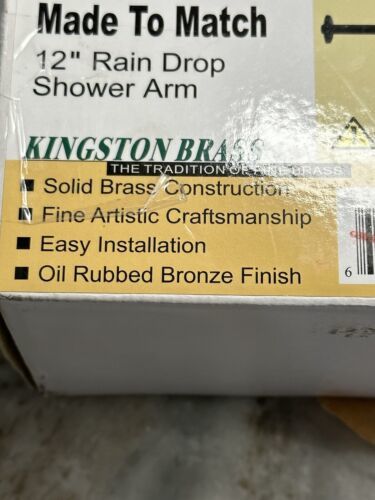 Made To Match
12" Rain Drop
Shower Arm
KINGSTON BRASS
THE TRADITION OF FINE BRASS
■ Solid Brass Construction
■ Fine Artistic Craftsmanship
■ Easy Installation
■ Oil Rubbed Bronze Finish
6